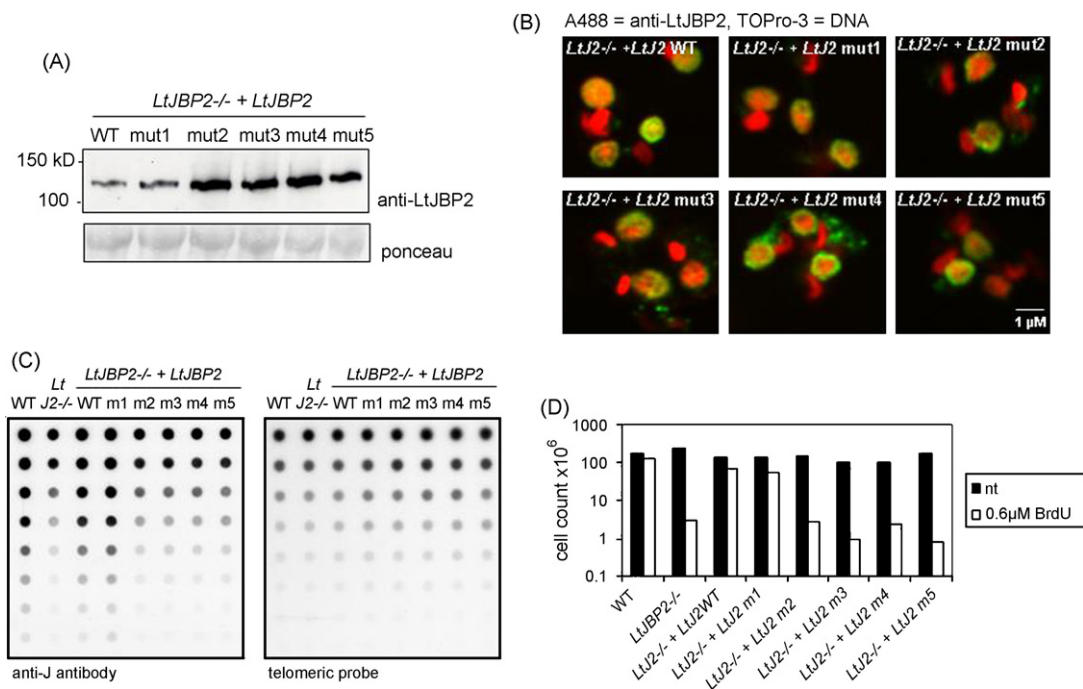 (A)
LtJBP2-/- + LtJBP2
WT mut1 mut2 mut3 mut4 mut5
150 kD
100
anti-LtJBP2
ponceau
(B) A488 = anti-LtJBP2, TOPro-3 = DNA
LtJ2-/- +LtJ2 WT
LtJ2-/- + LtJ2 mut1
LtJ2-/- + LtJ2 mut2
LtJ2-/- + LtJ2 mut3
LtJ2-/- + LtJ2 mut4
LtJ2-/- + LtJ2 mut5
1 µM
(C)
Lt LtJBP2-/- + LtJBP2
WT J2-/- WT m1 m2 m3 m4 m5
anti-J antibody
Lt LtJBP2-/- + LtJBP2
WT J2-/- WT m1 m2 m3 m4 m5
telomeric probe
(D)
cell count x10⁶
1000
100
10
1
0.1
WT
LtJBP2-/-
LtJ2-/- + LtJ2WT
LtJ2-/- + LtJ2 m1
LtJ2-/- + LtJ2 m2
LtJ2-/- + LtJ2 m3
LtJ2-/- + LtJ2 m4
LtJ2-/- + LtJ2 m5
nt
0.6µM BrdU